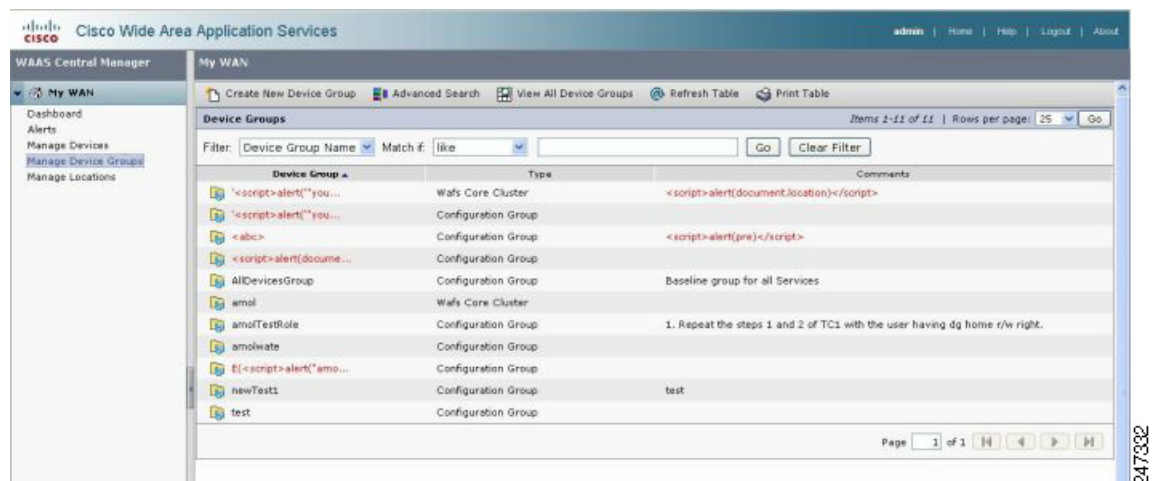 CISCO Cisco Wide Area Application Services admin | Home | Help | Logout | About
WAAS Central Manager My WAN
My WAN
Create New Device Group Advanced Search View All Device Groups Refresh Table Print Table
Dashboard
Alerts
Manage Devices
Manage Device Groups
Manage Locations
Device Groups Items 1-11 of 11 | Rows per page: 25 Go
Filter: Device Group Name Match if: like Go Clear Filter
Device Group Type Comments
'<script>alert(""you... Wafs Core Cluster <script>alert(document.location)</script>
'<script>alert(""you... Configuration Group
<abc> Configuration Group <script>alert(pre)</script>
<script>alert(docume... Configuration Group
AllDevicesGroup Configuration Group Baseline group for all Services
amol Wafs Core Cluster
amolTestRole Configuration Group 1. Repeat the steps 1 and 2 of TC1 with the user having dg home r/w right.
amolwate Configuration Group
E(<script>alert("amo... Configuration Group
newTest1 Configuration Group test
test Configuration Group
Page 1 of 1
247332